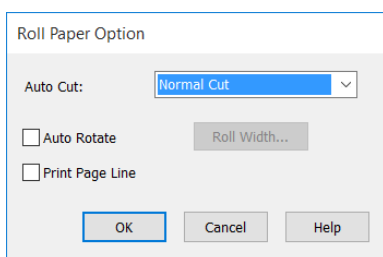 Roll Paper Option
Auto Cut: Normal Cut
Auto Rotate Roll Width...
Print Page Line
OK Cancel Help